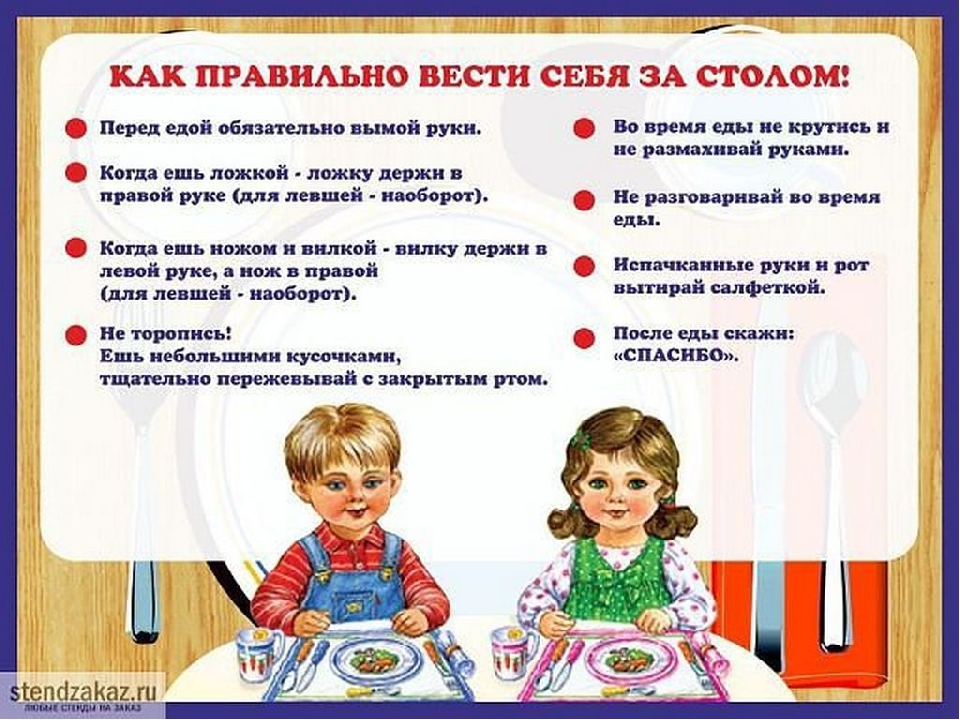 КАК ПРАВИЛЬНО ВЕСТИ СЕБЯ ЗА СТОЛОМ!
Перед едой обязательно вымой руки.
Когда ешь ложкой - ложку держи в
правой руке (для левшей - наоборот).
Когда ешь ножом и вилкой - вилку держи в
левой руке, а нож в правой
(для левшей - наоборот).
Не торопись!
Ешь небольшими кусочками,
тщательно пережевывай с закрытым ртом.
Во время еды не крутись и
не размахивай руками.
Не разговаривай во время
еды.
Испачканные руки и рот
вытирай салфеткой.
После еды скажи:
«СПАСИБО».
stendzakaz.ru
ЛЮБЫЕ СТЕНДЫ НА ЗАКАЗ